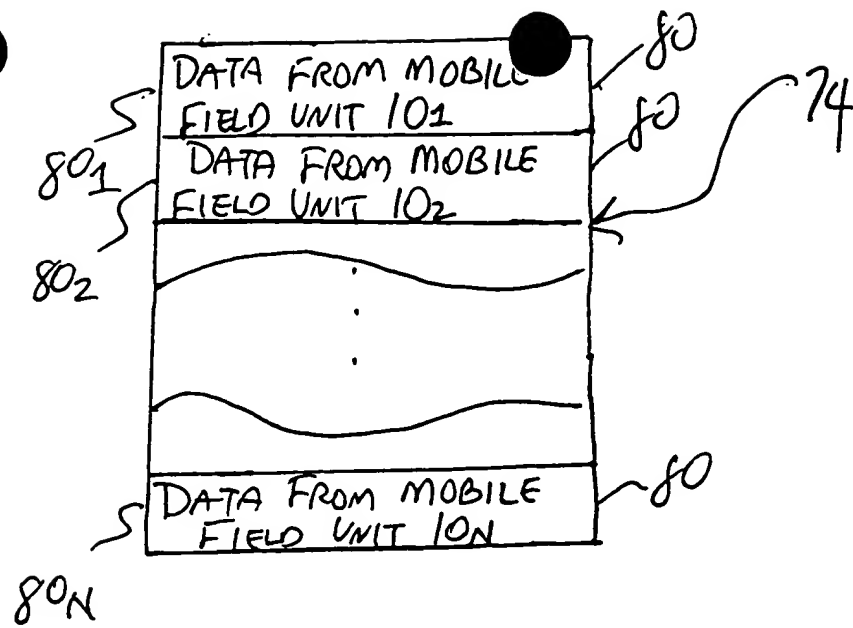 DATA FROM MOBILE
FIELD UNIT 10₁
80
80₁
DATA FROM MOBILE
FIELD UNIT 10₂
80
74
80₂
DATA FROM MOBILE
FIELD UNIT 10N
80
80N